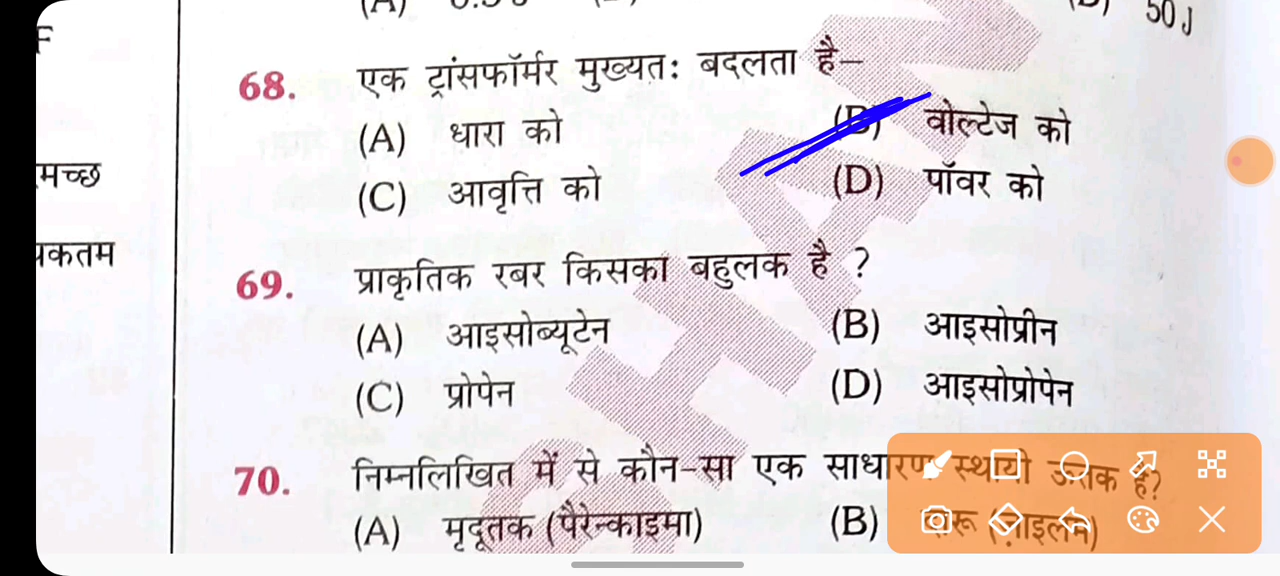 50 J
F
68. एक ट्रांसफॉर्मर मुख्यतः बदलता है–
(A) धारा को (B) वोल्टेज को
मच्छ
(C) आवृत्ति को (D) पॉवर को
कतम
69. प्राकृतिक रबर किसका बहुलक है ?
(A) आइसोब्यूटेन (B) आइसोप्रीन
(C) प्रोपेन (D) आइसोप्रोपेन
70. निम्नलिखित में से कौन-सा एक साधारण स्थायी ऊतक है?
(A) मृदूतक (पैरेन्काइमा) (B)